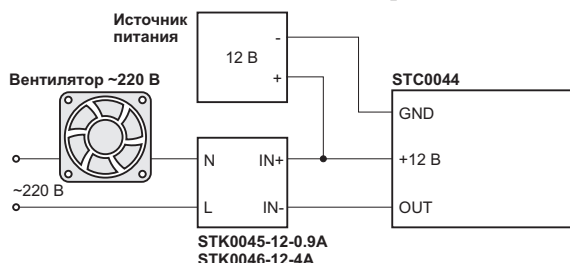 Источник
питания
12 В
-
+
Вентилятор ~220 В
STC0044
GND
N
IN+
+12 В
~220 В
L
IN-
OUT
STK0045-12-0.9A
STK0046-12-4A